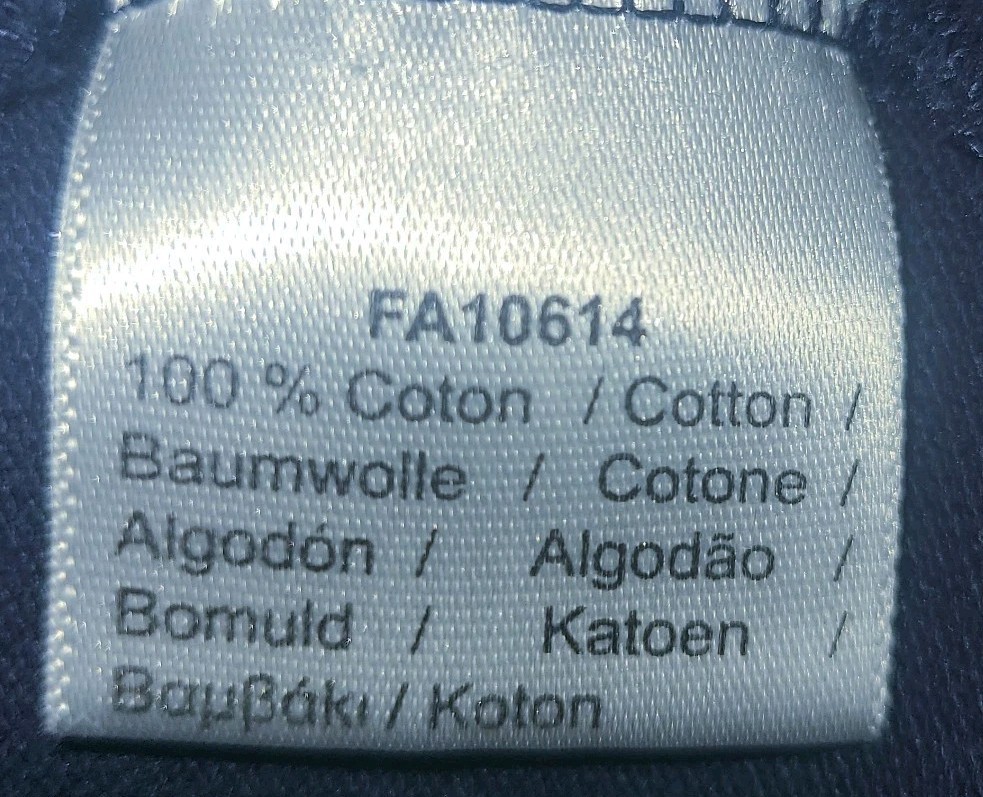 FA10614
100 % Coton / Cotton /
Baumwolle / Cotone /
Algodón / Algodão /
Bomuld / Katoen /
Βαμβάκι / Koton